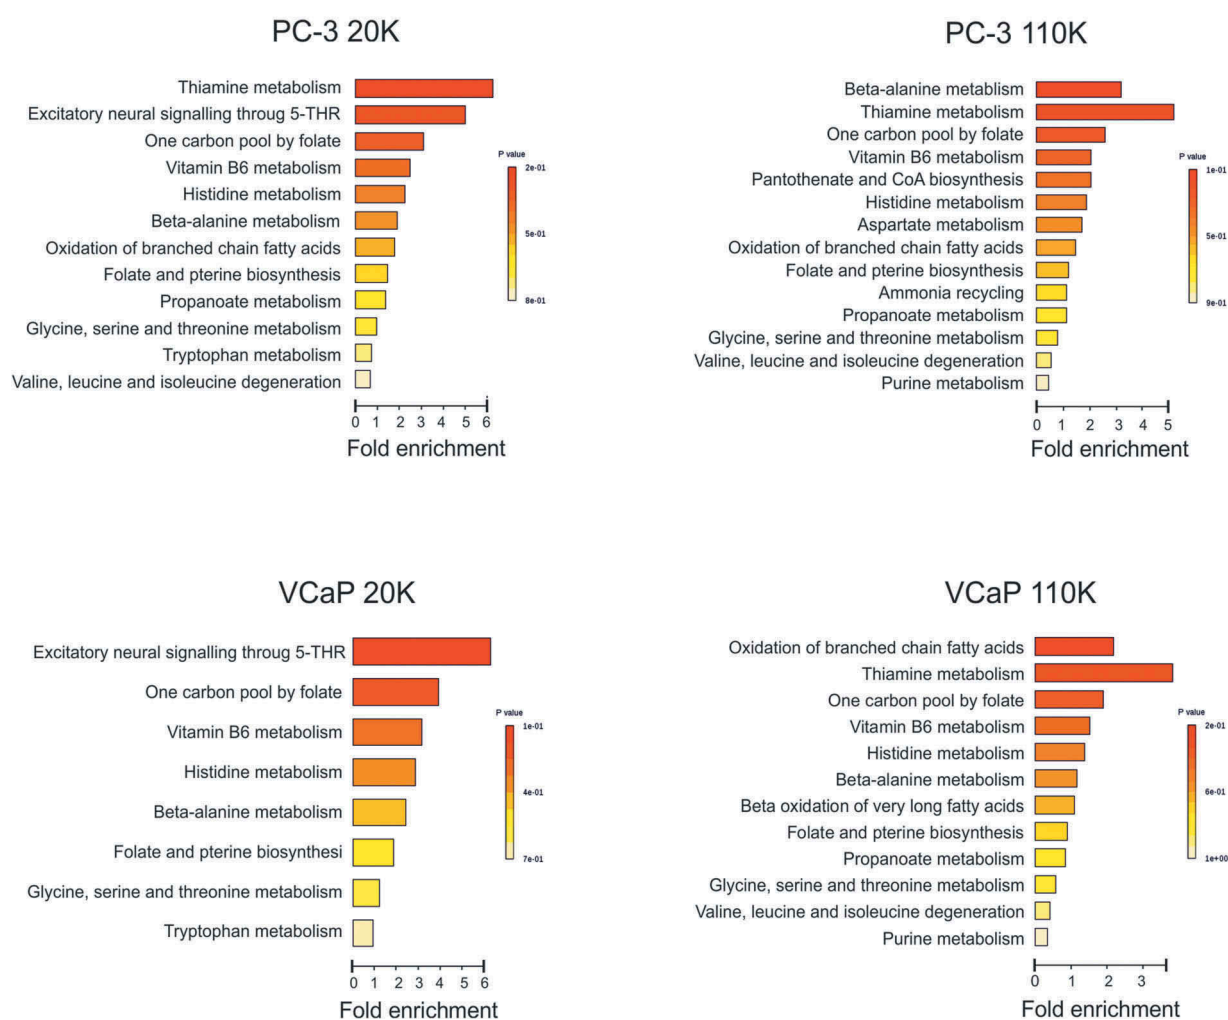 PC-3 20K
Thiamine metabolism
Excitatory neural signalling throug 5-THR
One carbon pool by folate
Vitamin B6 metabolism
Histidine metabolism
Beta-alanine metabolism
Oxidation of branched chain fatty acids
Folate and pterine biosynthesis
Propanoate metabolism
Glycine, serine and threonine metabolism
Tryptophan metabolism
Valine, leucine and isoleucine degeneration
0 1 2 3 4 5 6
Fold enrichment
P value
2e-01
5e-01
8e-01
PC-3 110K
Beta-alanine metablism
Thiamine metabolism
One carbon pool by folate
Vitamin B6 metabolism
Pantothenate and CoA biosynthesis
Histidine metabolism
Aspartate metabolism
Oxidation of branched chain fatty acids
Folate and pterine biosynthesis
Ammonia recycling
Propanoate metabolism
Glycine, serine and threonine metabolism
Valine, leucine and isoleucine degeneration
Purine metabolism
0 1 2 3 4 5
Fold enrichment
P value
1e-01
5e-01
9e-01
VCaP 20K
Excitatory neural signalling throug 5-THR
One carbon pool by folate
Vitamin B6 metabolism
Histidine metabolism
Beta-alanine metabolism
Folate and pterine biosynthesi
Glycine, serine and threonine metabolism
Tryptophan metabolism
0 1 2 3 4 5 6
Fold enrichment
P value
1e-01
4e-01
7e-01
VCaP 110K
Oxidation of branched chain fatty acids
Thiamine metabolism
One carbon pool by folate
Vitamin B6 metabolism
Histidine metabolism
Beta-alanine metabolism
Beta oxidation of very long fatty acids
Folate and pterine biosynthesis
Propanoate metabolism
Glycine, serine and threonine metabolism
Valine, leucine and isoleucine degeneration
Purine metabolism
0 1 2 3
Fold enrichment
P value
2e-01
6e-01
1e+00